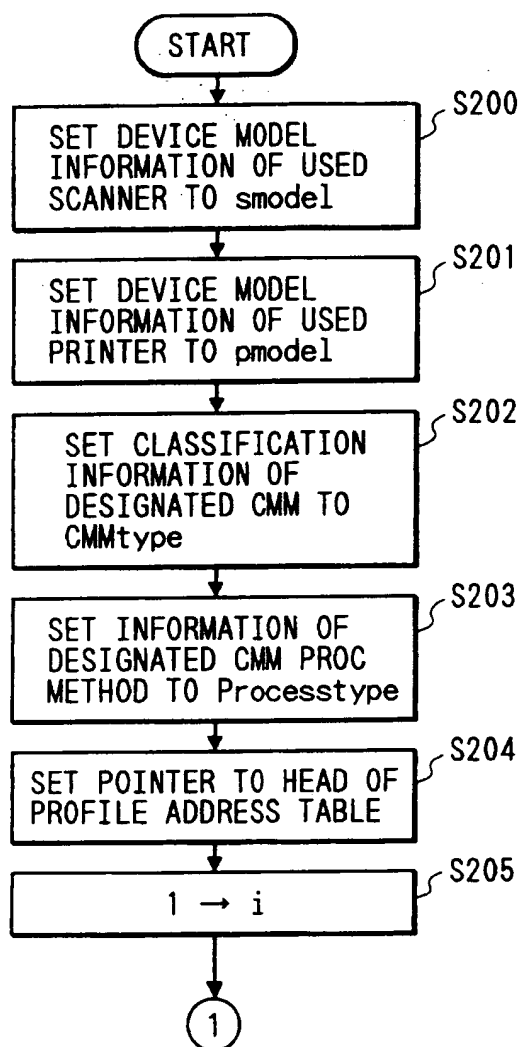 START
S200
SET DEVICE MODEL
INFORMATION OF USED
SCANNER TO smodel
S201
SET DEVICE MODEL
INFORMATION OF USED
PRINTER TO pmodel
S202
SET CLASSIFICATION
INFORMATION OF
DESIGNATED CMM TO
CMMtype
S203
SET INFORMATION OF
DESIGNATED CMM PROC
METHOD TO Processtype
S204
SET POINTER TO HEAD OF
PROFILE ADDRESS TABLE
S205
1 → i
1